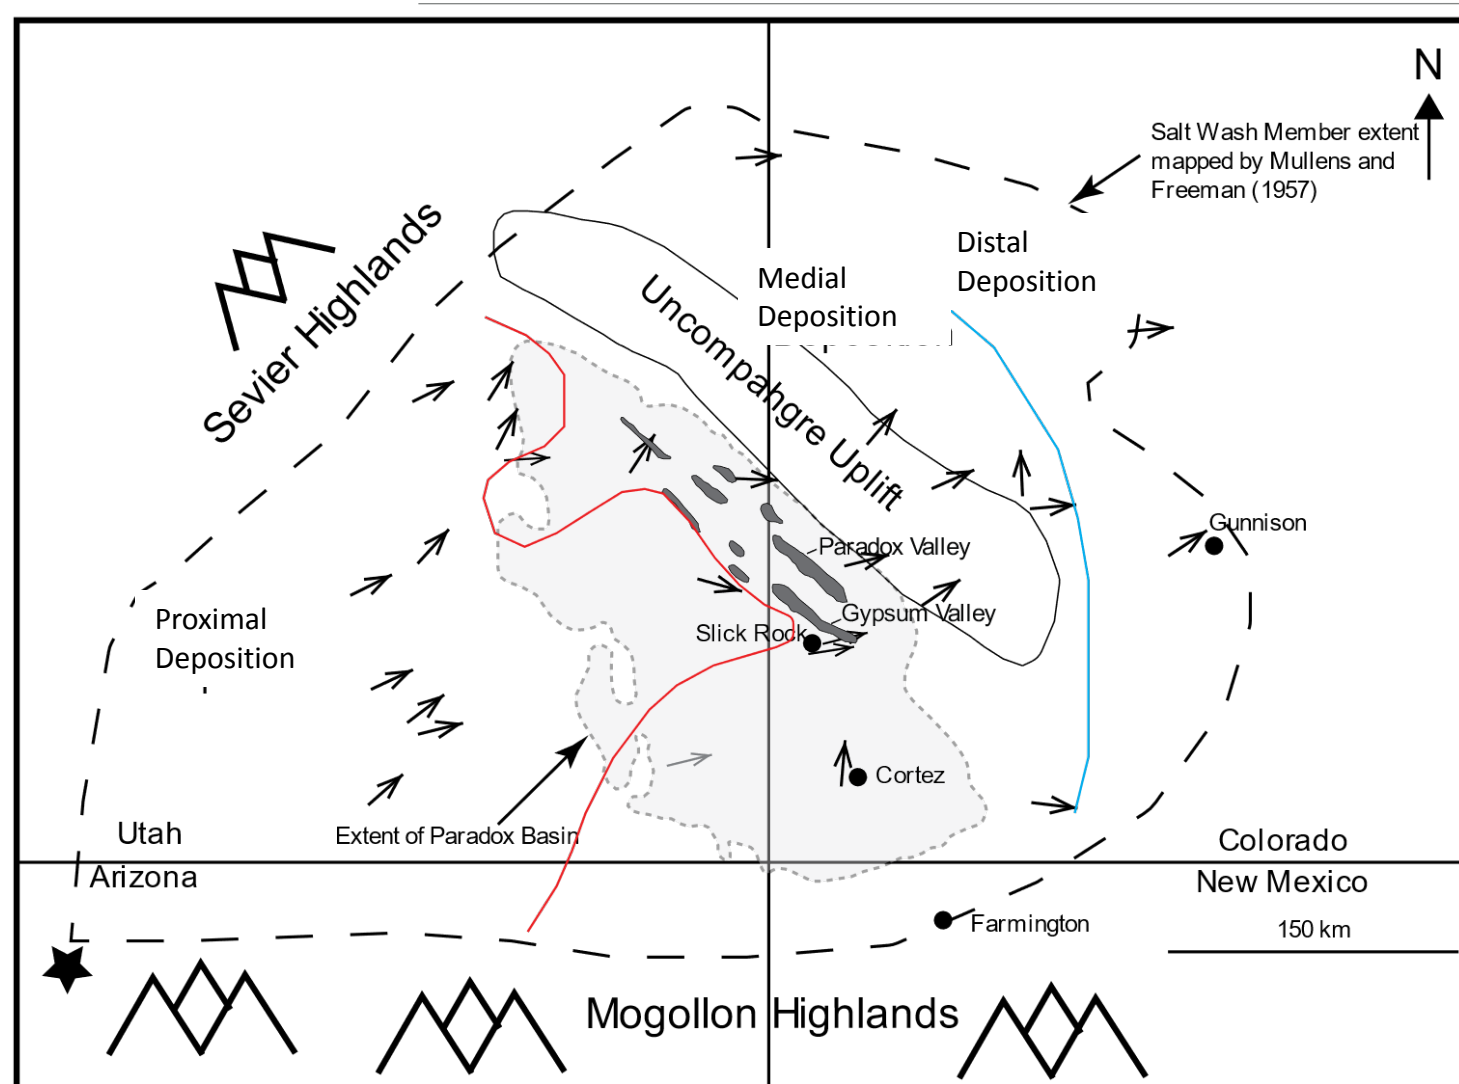 N
Salt Wash Member extent
mapped by Mullens and
Freeman (1957)
Sevier Highlands
Distal
Deposition
Medial
Deposition
Uncompahgre Uplift
Gunnison
Paradox Valley
Gypsum Valley
Slick Rock
Proximal
Deposition
Cortez
Extent of Paradox Basin
Utah
Arizona
Colorado
New Mexico
Farmington
150 km
Mogollon Highlands